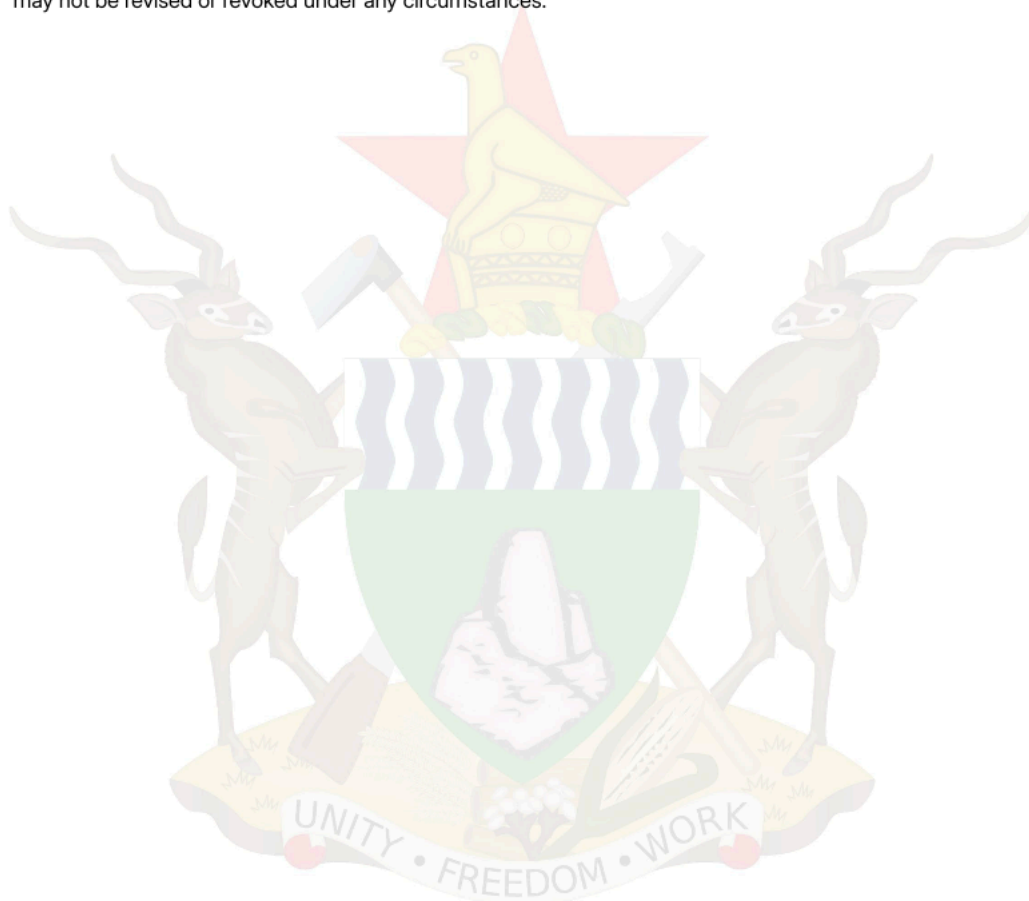 may not be revised or revoked under any circumstances.
UNITY • FREEDOM • WORK